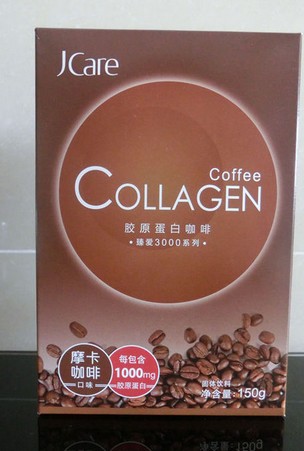 JCare
Coffee
COLLAGEN
胶原蛋白咖啡
•臻爱3000系列•
摩卡
咖啡
口味
每包含
1000mg
胶原蛋白
固体饮料
净含量:150g